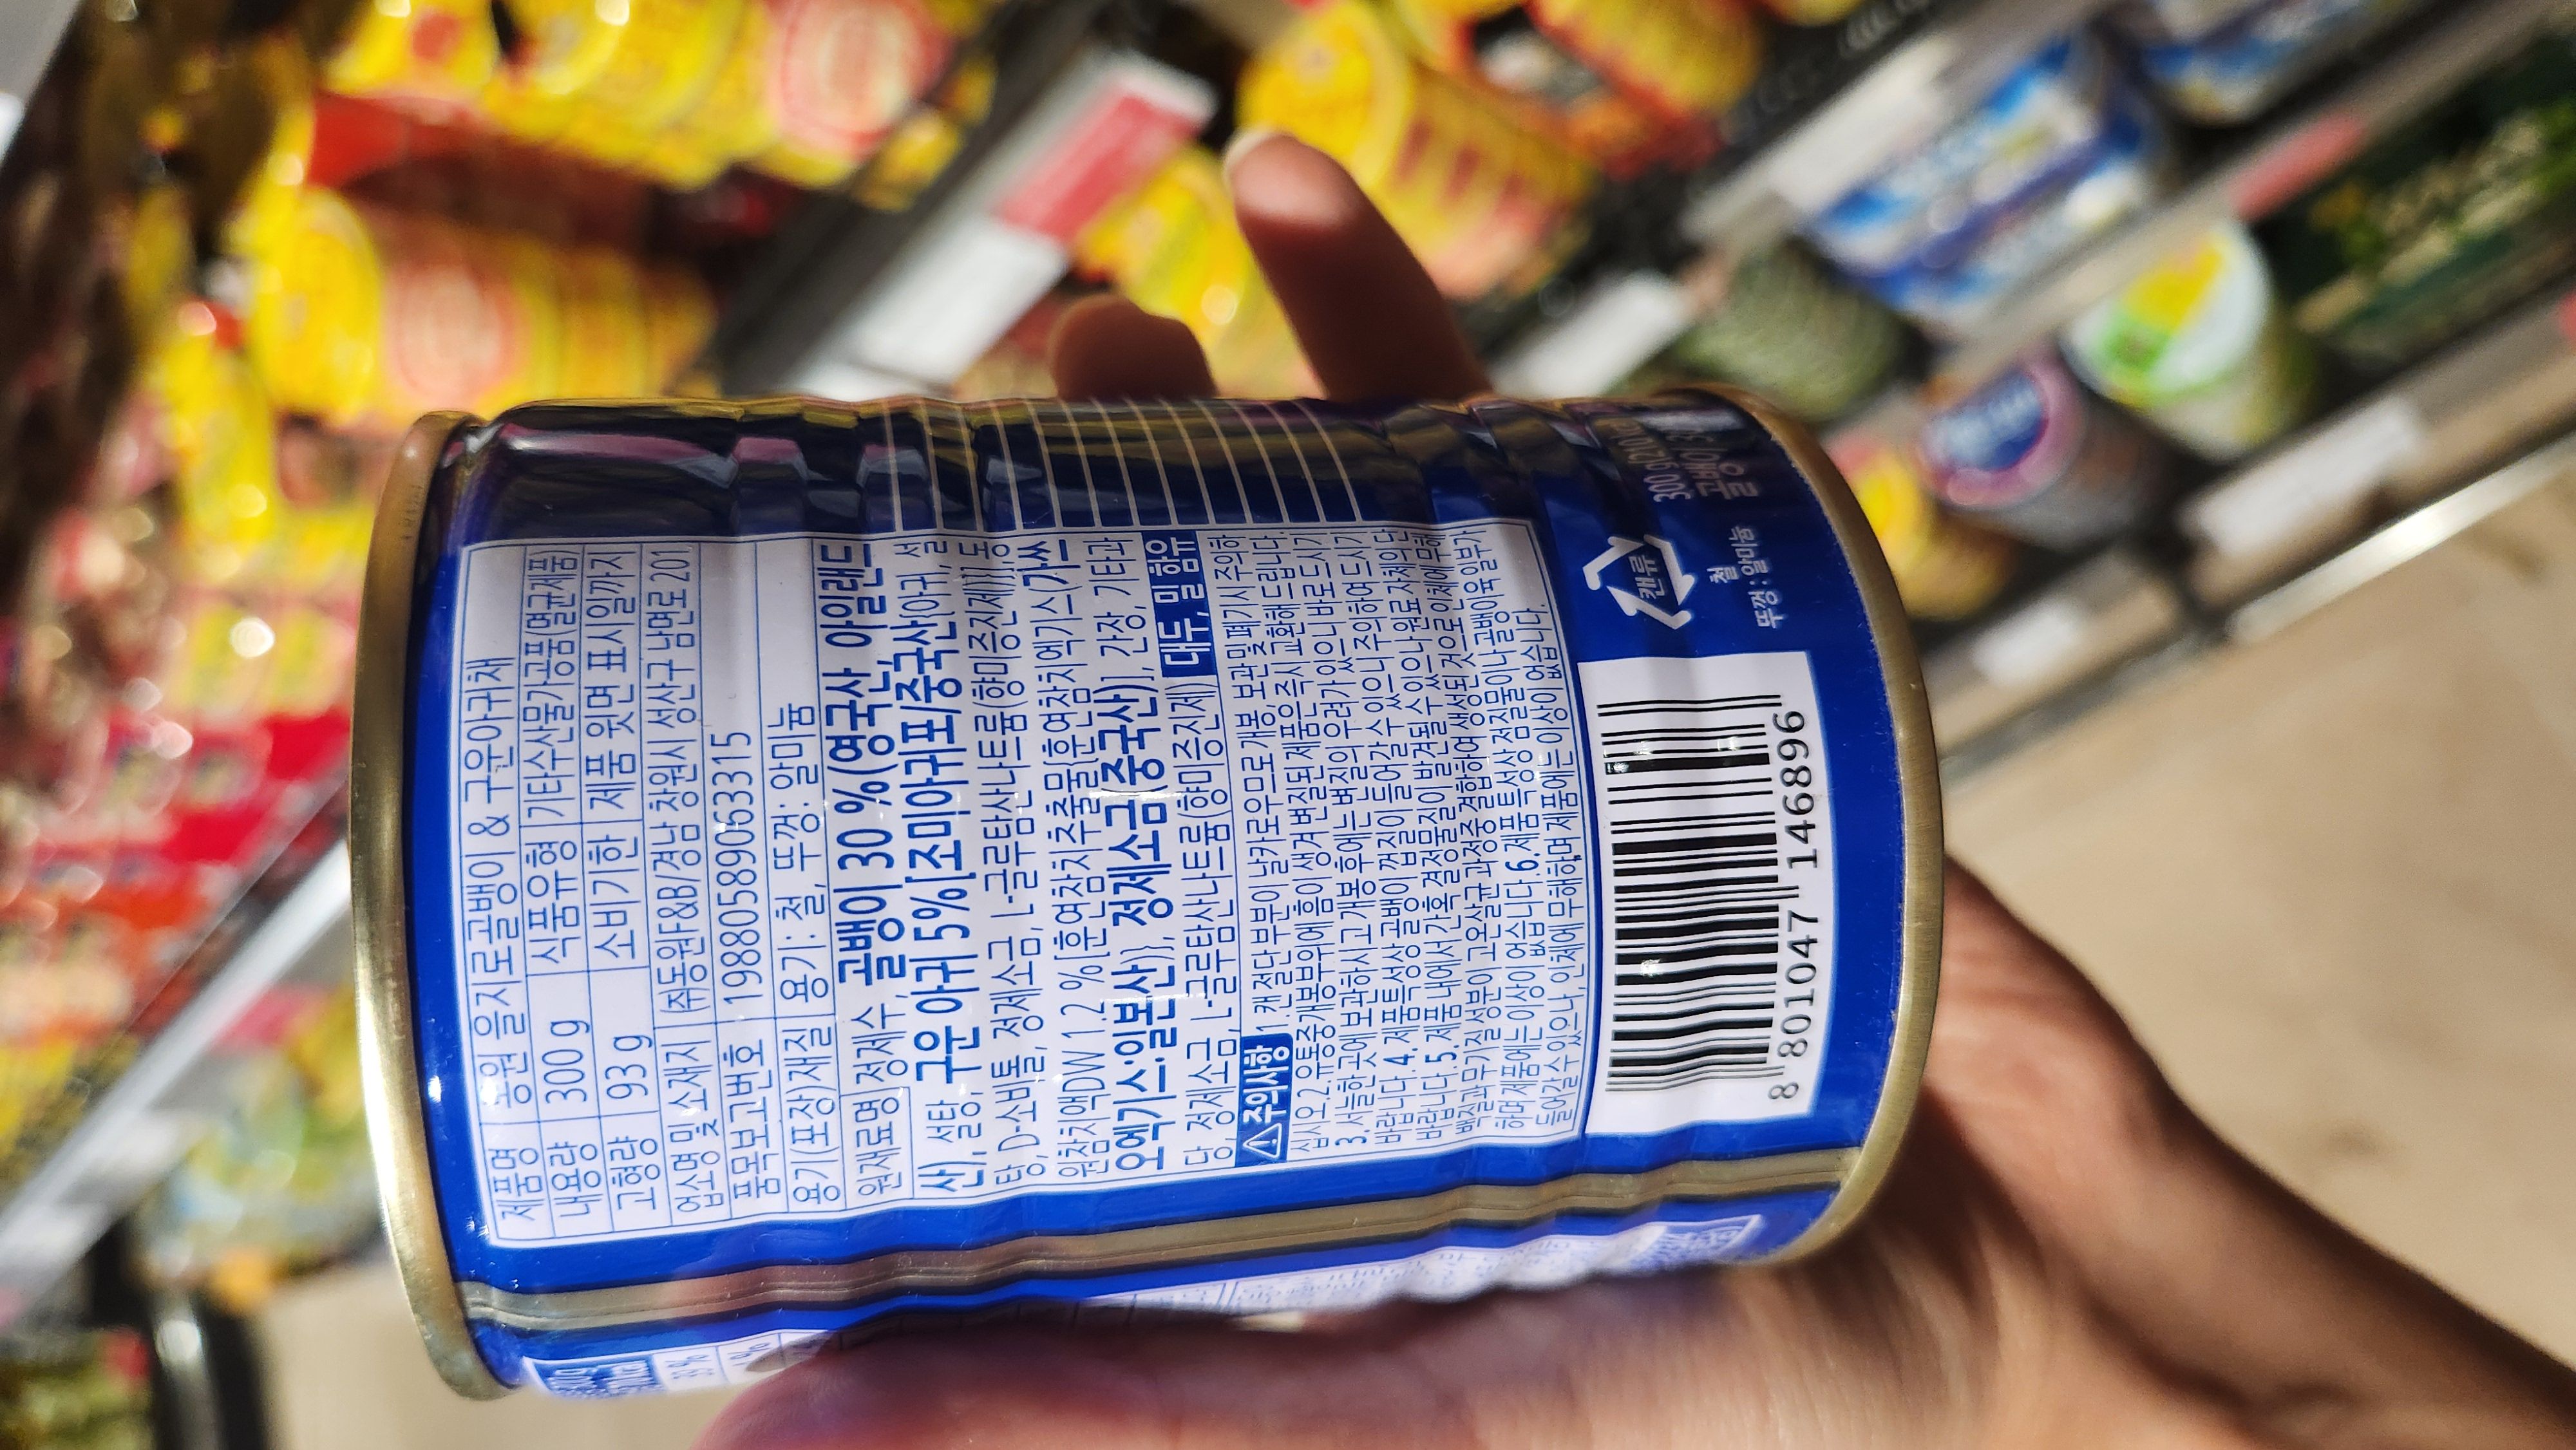 제품명 동원 을지로골뱅이 & 구운아귀채
내용량 300 g 식품유형 기타수산물가공품(멸균제품)
고형량 93 g 소비기한 제품 윗면 표시일까지
업소명 및 소재지 ㈜동원F&B/경남 창원시 성산구 남면로 201
품목보고번호 19880589063315
용기(포장)재질 용기: 철, 뚜껑: 알미늄
원재료명 정제수, 골뱅이 30 %(영국산, 아일랜드
산), 설탕, 구운 아귀 5%[조미아귀포/중국산{아귀, 설
탕, D-소비톨, 정제소금, L-글루탐산나트륨(향미증진제)}], 동
원참치액DW 1.2 %[훈연참치추출물{훈연참치엑기스(가쓰
오엑기스:일본산)}, 정제소금(중국산)], 간장, 기타과
당, 정제소금, L-글루탐산나트륨(향미증진제) 대두, 밀 함유
주의사항 1.캔 절단 부분이 날카로우므로 개봉, 보관 및 폐기시 주의하
십시오.2.유통중 개봉부위에 흠이 생겨 변질된 제품은 즉시 교환해 드립니다.
3.서늘한 곳에 보관하시고 개봉 후에는 변질의 우려가 있으니 바로 드시기
바랍니다.4.제품특성상 골뱅이 껍질이 들어갈 수 있으니 주의하여 드시기
바랍니다.5.제품 내에서 간혹 결정물질이 발견될 수 있으나 원료 자체의 단
백질과 무기질 성분이 고온살균 과정중 결합하여 생성된 것으로 인체에 무해
하며 제품에는 이상이 없습니다.6.제품 특성상 점질물이나 골뱅이육 일부가
들어갈 수 있으나, 인체에 무해하며 제품에는 이상이 없습니다.
8 801047 146896
캔류
철
뚜껑 : 알미늄
300 g(210 kcal
골뱅이
39 %